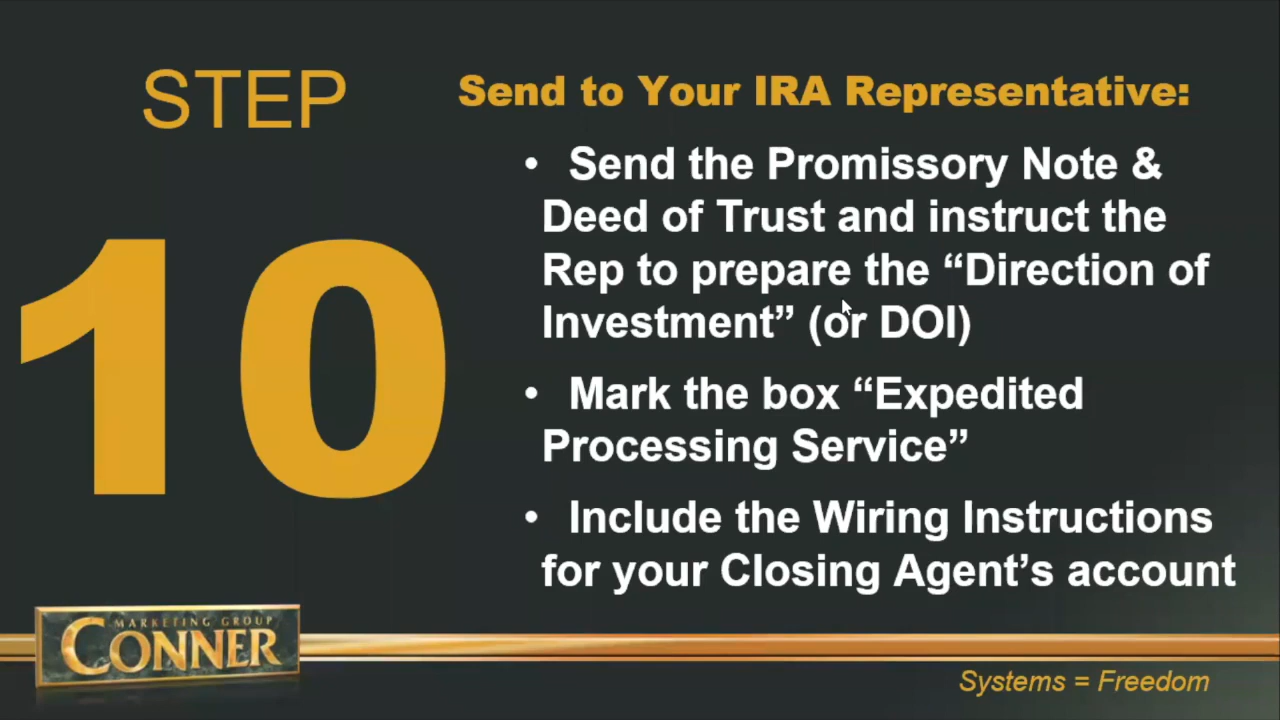 STEP
10
Send to Your IRA Representative:
• Send the Promissory Note &
Deed of Trust and instruct the
Rep to prepare the “Direction of
Investment” (or DOI)
• Mark the box “Expedited
Processing Service”
• Include the Wiring Instructions
for your Closing Agent’s account
MARKETING GROUP
CONNER
Systems = Freedom